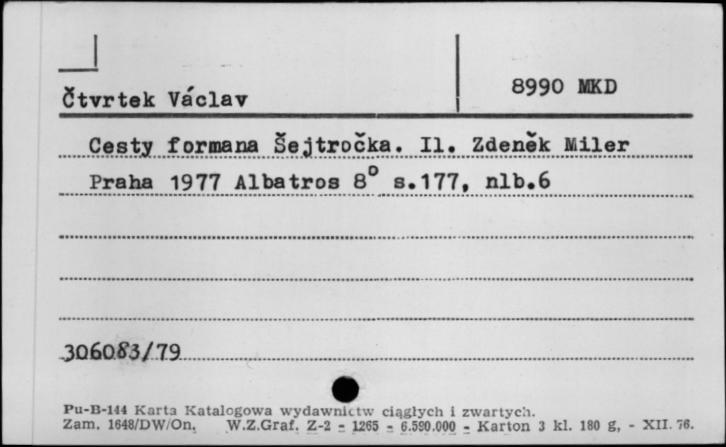 8990 MKD
Čtvrtek Václav
Cesty formana Šejtročka. Il. Zdeněk Miler
Praha 1977 Albatros 8° s.177, nlb.6
306083/79
Pu-B-144 Karta Katalogowa wydawnictw ciągłych i zwartych.
Zam. 1648/DW/On. W.Z.Graf. Z-2 - 1265 - 6.590.000 - Karton 3 kl. 180 g, - XII. 76.